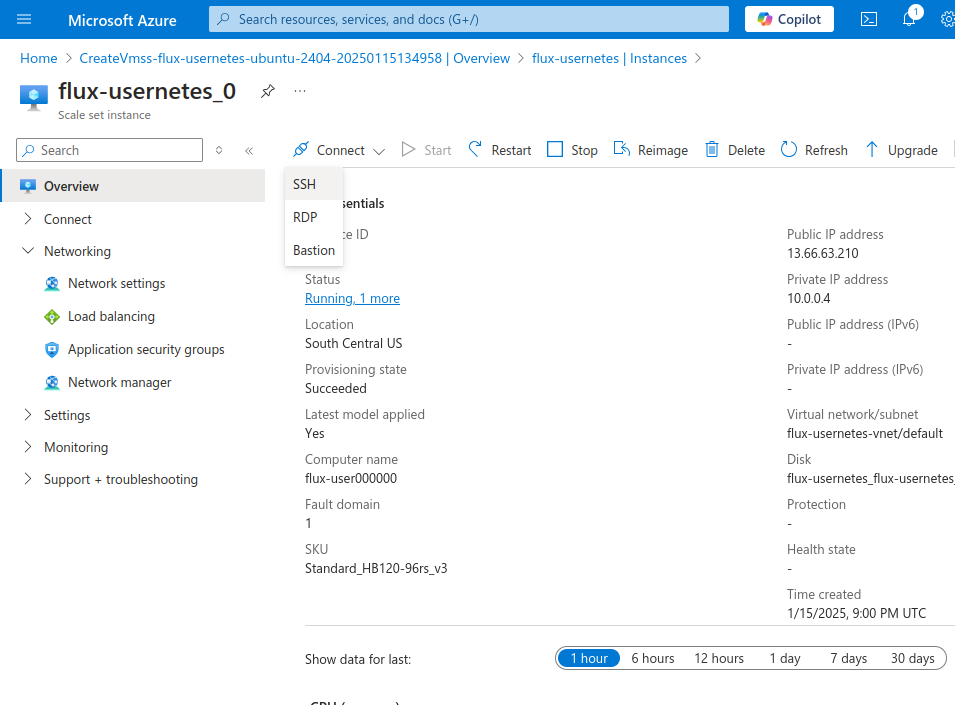 Microsoft Azure
Search resources, services, and docs (G+/)
Copilot
1
Home > CreateVmss-flux-usernetes-ubuntu-2404-20250115134958 | Overview > flux-usernetes | Instances >
flux-usernetes_0
Scale set instance
Search
Connect
Start
Restart
Stop
Reimage
Delete
Refresh
Upgrade
SSH
RDP
Bastion
Overview
Connect
Networking
Network settings
Load balancing
Application security groups
Network manager
Settings
Monitoring
Support + troubleshooting
sentials
ce ID
Status
Running, 1 more
Location
South Central US
Provisioning state
Succeeded
Latest model applied
Yes
Computer name
flux-user000000
Fault domain
1
SKU
Standard_HB120-96rs_v3
Public IP address
13.66.63.210
Private IP address
10.0.0.4
Public IP address (IPv6)
-
Private IP address (IPv6)
-
Virtual network/subnet
flux-usernetes-vnet/default
Disk
flux-usernetes_flux-usernetes_
Protection
-
Health state
-
Time created
1/15/2025, 9:00 PM UTC
Show data for last:
1 hour
6 hours
12 hours
1 day
7 days
30 days